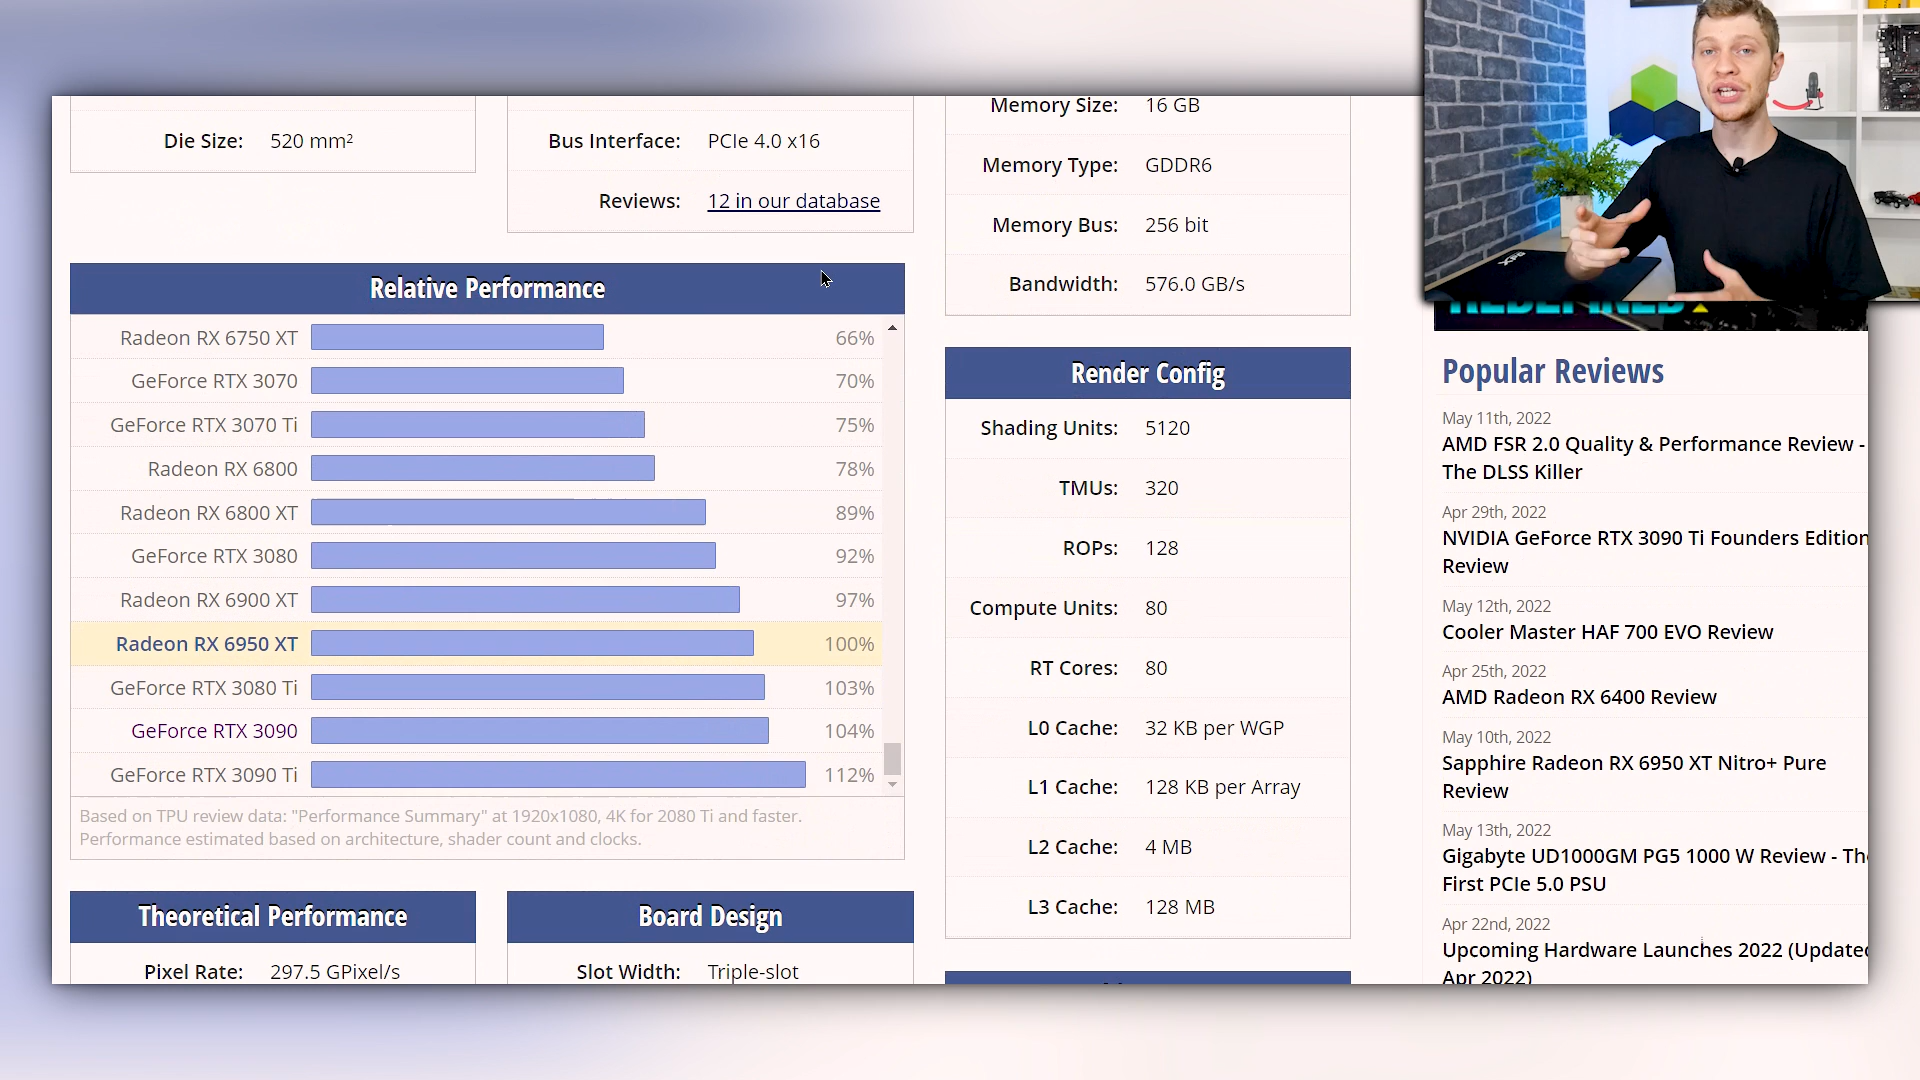 Die Size: 520 mm²
Bus Interface: PCIe 4.0 x16
Reviews: 12 in our database
Memory Size: 16 GB
Memory Type: GDDR6
Memory Bus: 256 bit
Bandwidth: 576.0 GB/s
Relative Performance
Radeon RX 6750 XT 66%
GeForce RTX 3070 70%
GeForce RTX 3070 Ti 75%
Radeon RX 6800 78%
Radeon RX 6800 XT 89%
GeForce RTX 3080 92%
Radeon RX 6900 XT 97%
Radeon RX 6950 XT 100%
GeForce RTX 3080 Ti 103%
GeForce RTX 3090 104%
GeForce RTX 3090 Ti 112%
Based on TPU review data: "Performance Summary" at 1920x1080, 4K for 2080 Ti and faster.
Performance estimated based on architecture, shader count and clocks.
Theoretical Performance
Pixel Rate: 297.5 GPixel/s
Board Design
Slot Width: Triple-slot
Render Config
Shading Units: 5120
TMUs: 320
ROPs: 128
Compute Units: 80
RT Cores: 80
L0 Cache: 32 KB per WGP
L1 Cache: 128 KB per Array
L2 Cache: 4 MB
L3 Cache: 128 MB
REDEFINED
Popular Reviews
May 11th, 2022
AMD FSR 2.0 Quality & Performance Review -
The DLSS Killer
Apr 29th, 2022
NVIDIA GeForce RTX 3090 Ti Founders Edition
Review
May 12th, 2022
Cooler Master HAF 700 EVO Review
Apr 25th, 2022
AMD Radeon RX 6400 Review
May 10th, 2022
Sapphire Radeon RX 6950 XT Nitro+ Pure
Review
May 13th, 2022
Gigabyte UD1000GM PG5 1000 W Review - The
First PCIe 5.0 PSU
Apr 22nd, 2022
Upcoming Hardware Launches 2022 (Updated
Apr 2022)